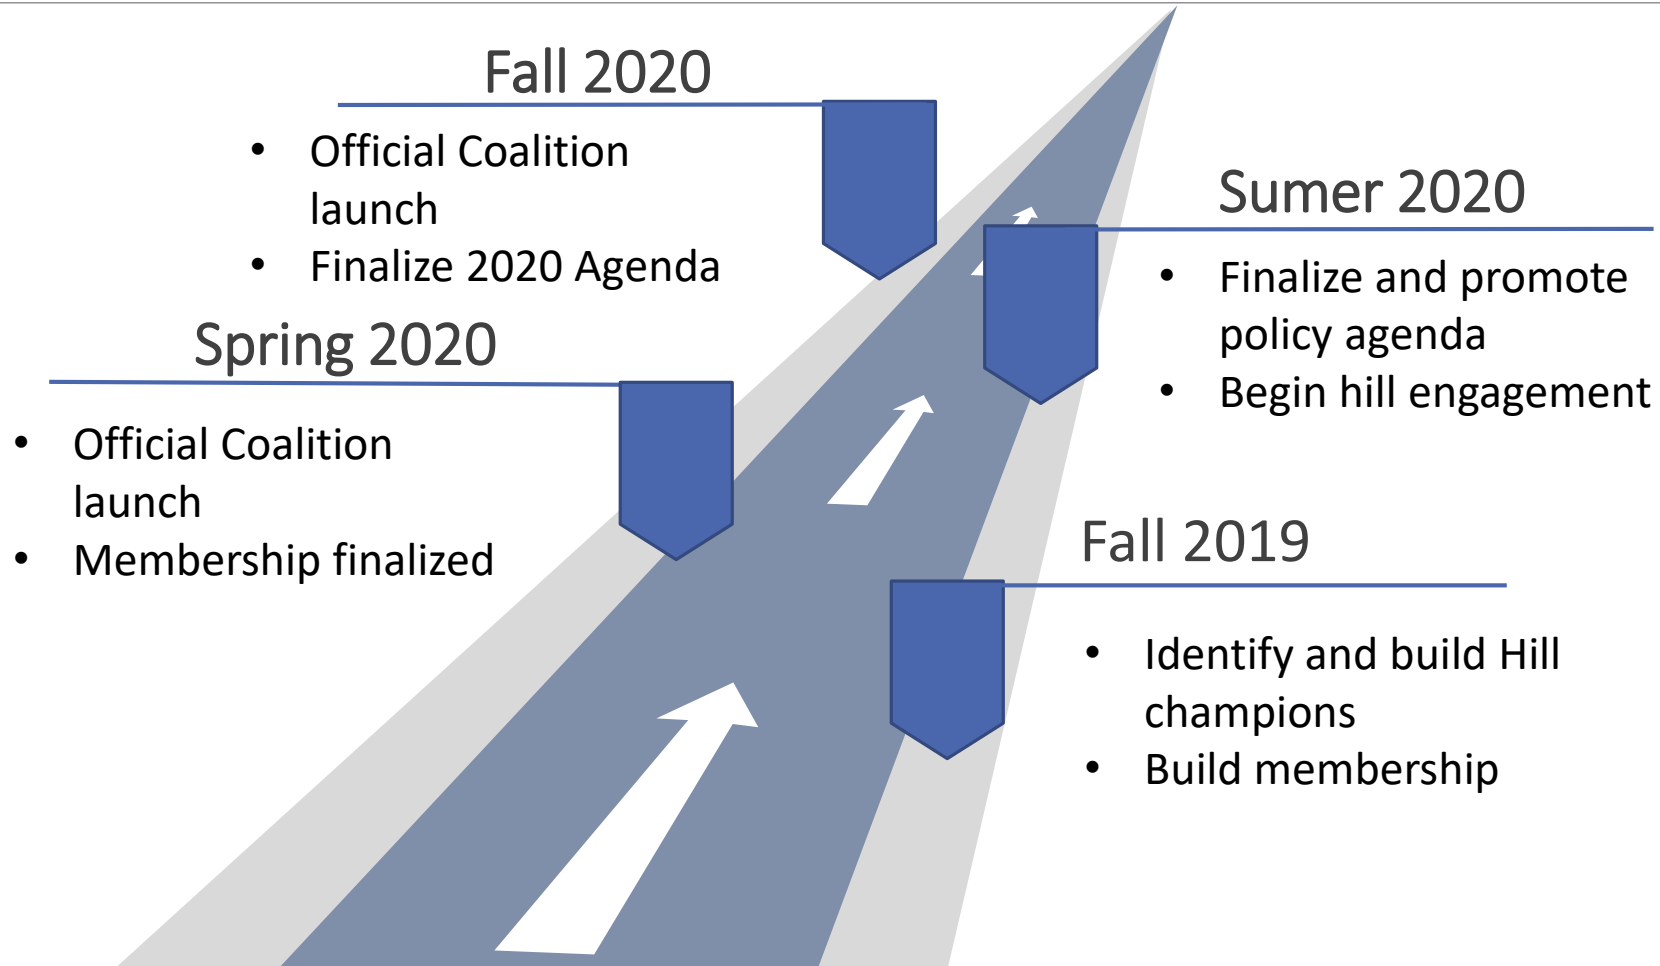 Fall 2020
• Official Coalition
launch
• Finalize 2020 Agenda
Sumer 2020
• Finalize and promote
policy agenda
• Begin hill engagement
Spring 2020
• Official Coalition
launch
• Membership finalized
Fall 2019
• Identify and build Hill
champions
• Build membership